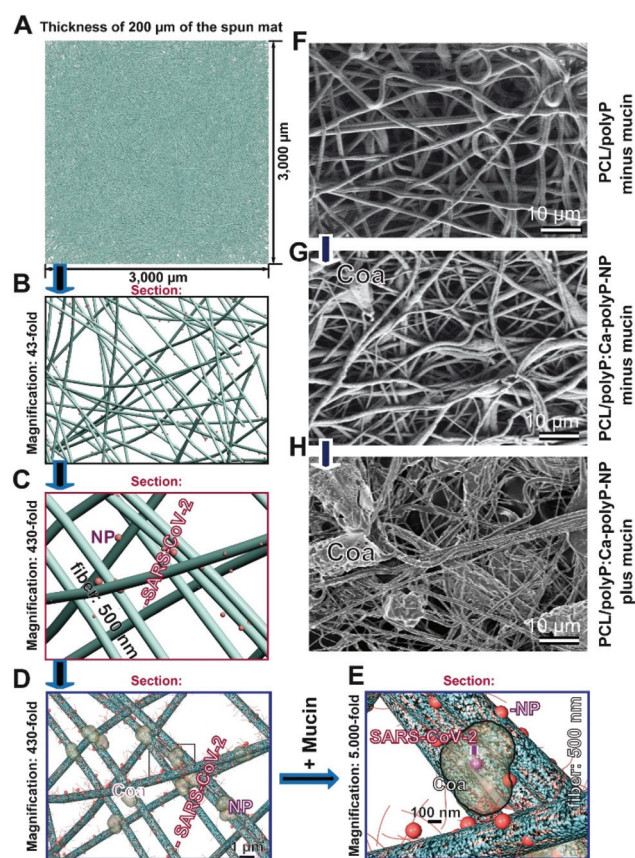 A
Thickness of 200 µm of the spun mat
3,000 µm
3,000 µm
B
Section:
Magnification: 43-fold
C
Section:
Magnification: 430-fold
NP
-SARS-CoV-2
fiber: 500 nm
D
Section:
Magnification: 430-fold
Coa
- SARS-CoV-2
NP
1 µm
+ Mucin
E
Section:
Magnification: 5.000-fold
-NP
SARS-CoV-2
Coa
100 nm
fiber: 500 nm
F
10 µm
PCL/polyP
minus mucin
G
Coa
10 µm
PCL/polyP:Ca-polyP-NP
minus mucin
H
Coa
10 µm
PCL/polyP:Ca-polyP-NP
plus mucin